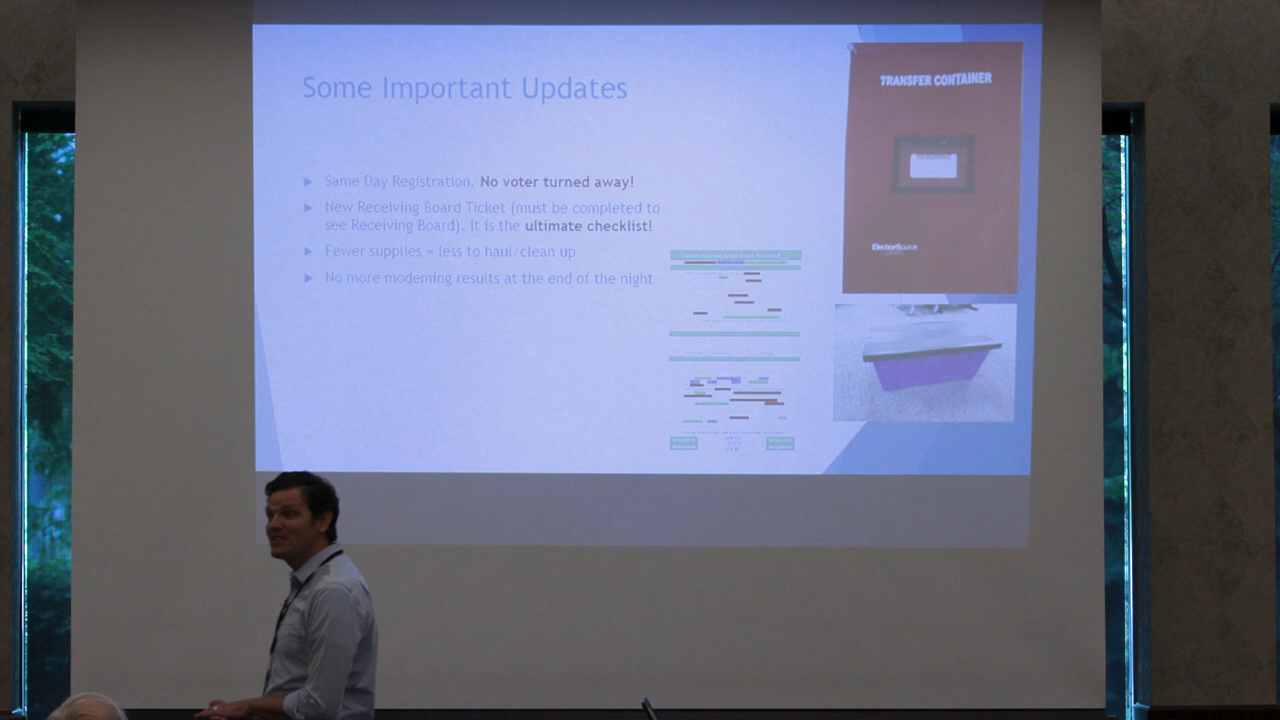 Some Important Updates
Same Day Registration. No voter turned away!
New Receiving Board Ticket (must be completed to
see Receiving Board). It is the ultimate checklist!
Fewer supplies = less to haul/clean up
No more modeming results at the end of the night
TRANSFER CONTAINER
ElectionSource